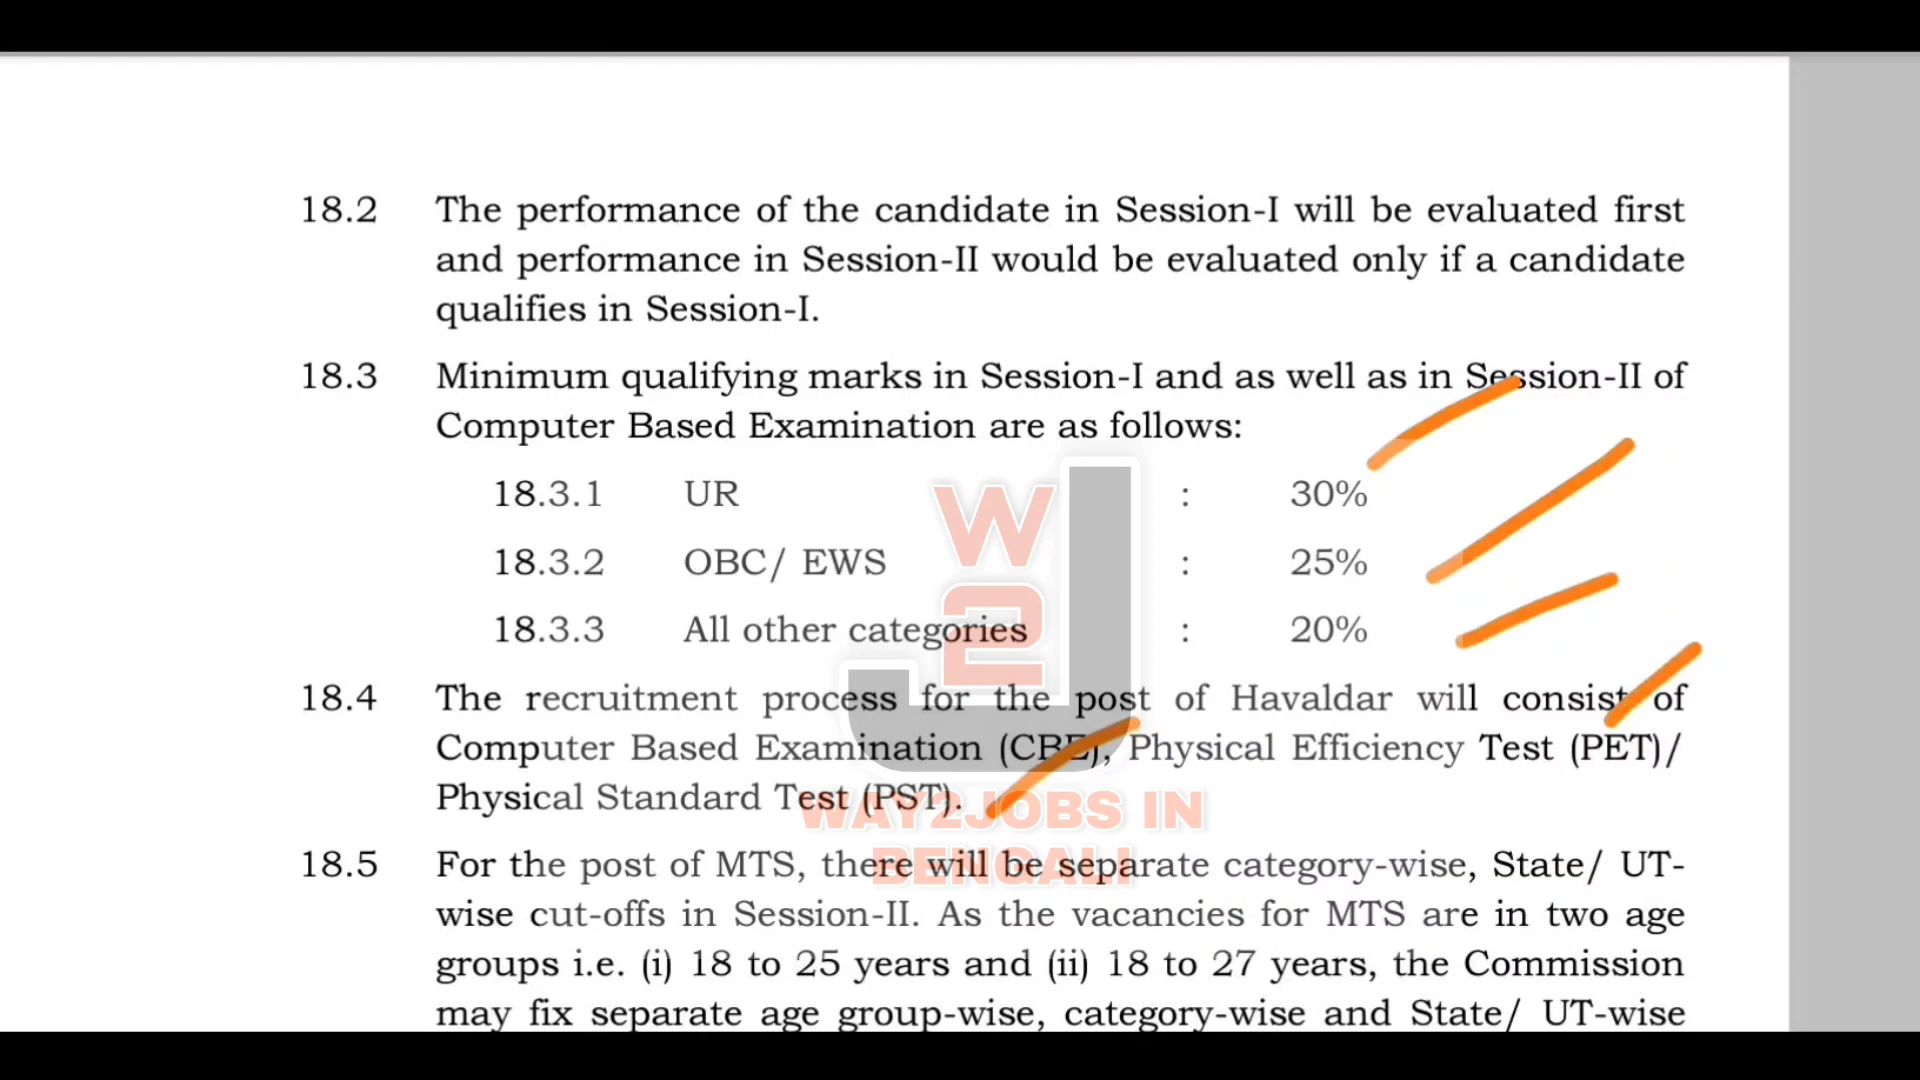 18.2 The performance of the candidate in Session-I will be evaluated first
and performance in Session-II would be evaluated only if a candidate
qualifies in Session-I.
18.3 Minimum qualifying marks in Session-I and as well as in Session-II of
Computer Based Examination are as follows:
18.3.1 UR : 30%
18.3.2 OBC/ EWS : 25%
18.3.3 All other categories : 20%
18.4 The recruitment process for the post of Havaldar will consist of
Computer Based Examination (CBE), Physical Efficiency Test (PET)/
Physical Standard Test (PST).
18.5 For the post of MTS, there will be separate category-wise, State/ UT-
wise cut-offs in Session-II. As the vacancies for MTS are in two age
groups i.e. (i) 18 to 25 years and (ii) 18 to 27 years, the Commission
may fix separate age group-wise, category-wise and State/ UT-wise
W
2
J
WAY2JOBS IN
BENGALI